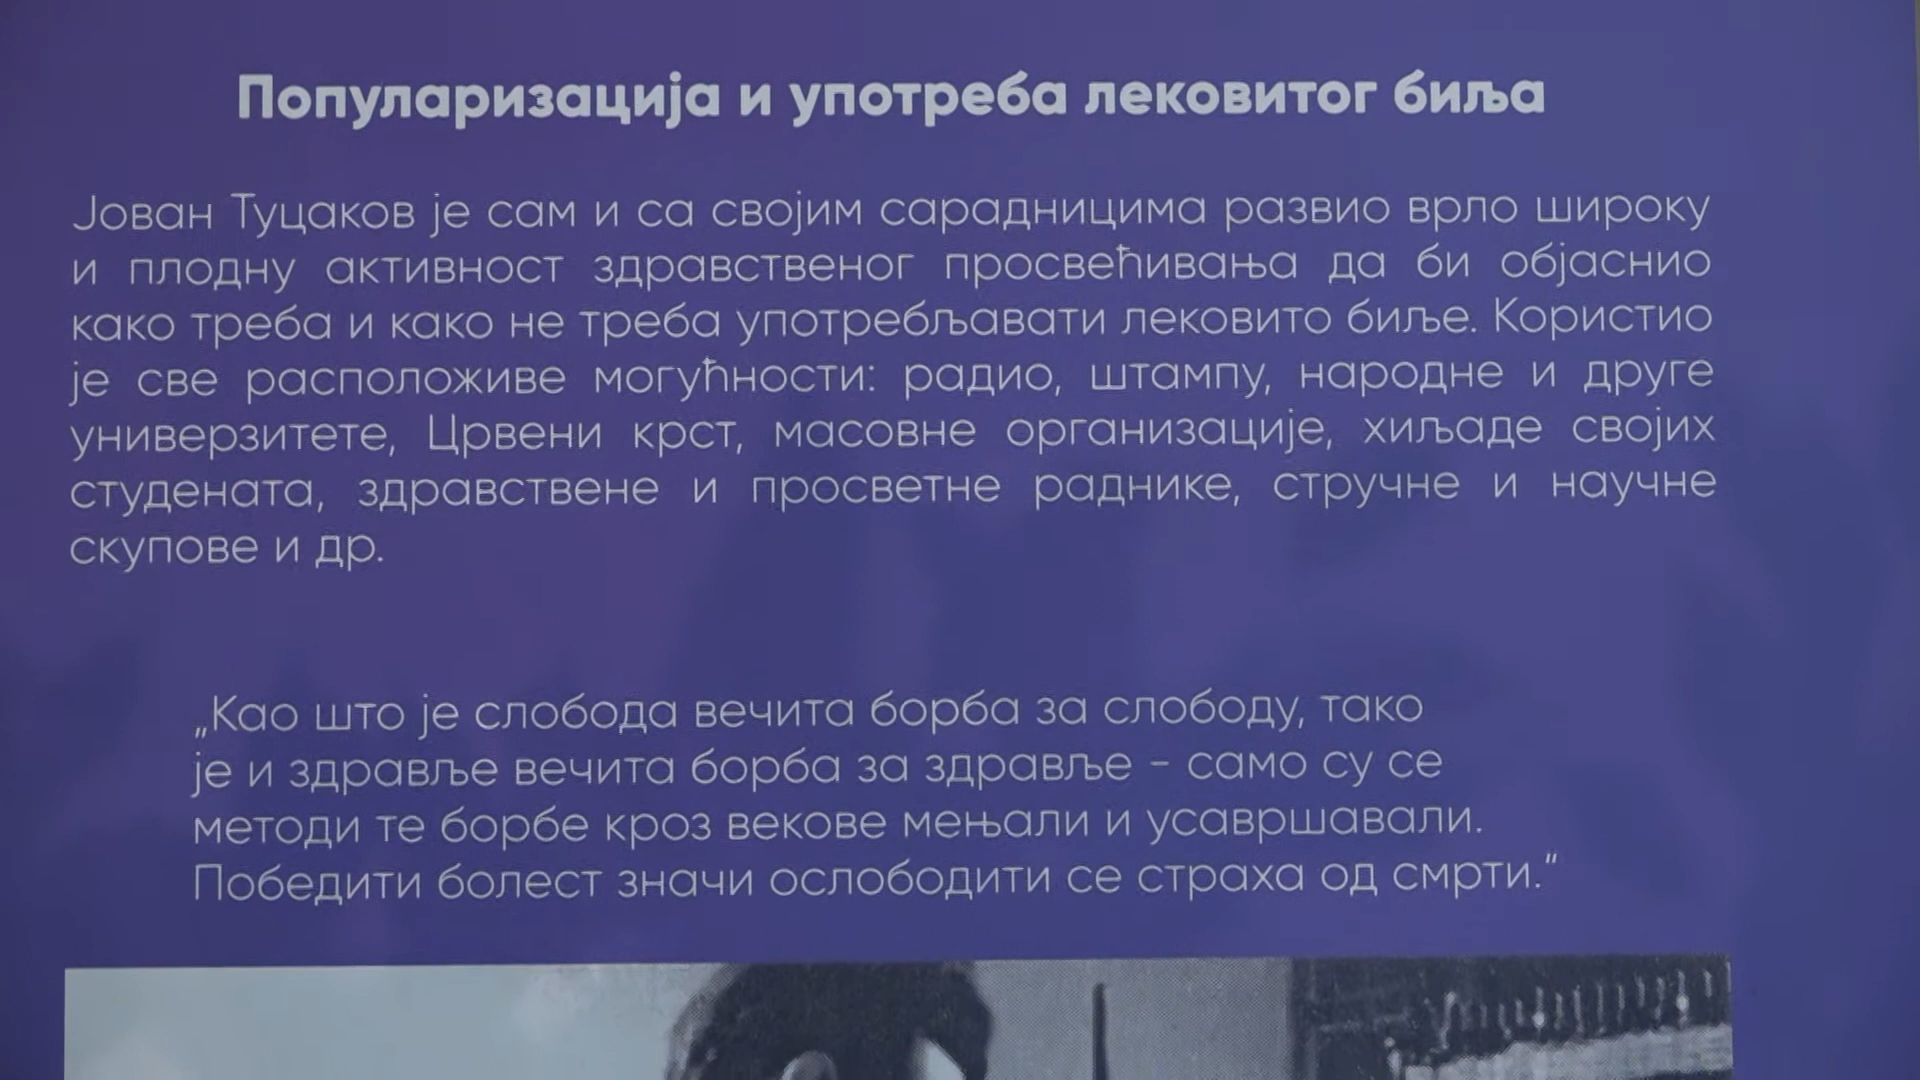 Популаризација и употреба лековитог биља
Јован Туцаков је сам и са својим сарадницима развио врло широку
и плодну активност здравственог просвећивања да би објаснио
како треба и како не треба употребљавати лековито биље. Користио
је све расположиве могућности: радио, штампу, народне и друге
универзитете, Црвени крст, масовне организације, хиљаде својих
студената, здравствене и просветне раднике, стручне и научне
скупове и др.
„Као што је слобода вечита борба за слободу, тако
је и здравље вечита борба за здравље - само су се
методи те борбе кроз векове мењали и усавршавали.
Победити болест значи ослободити се страха од смрти.“